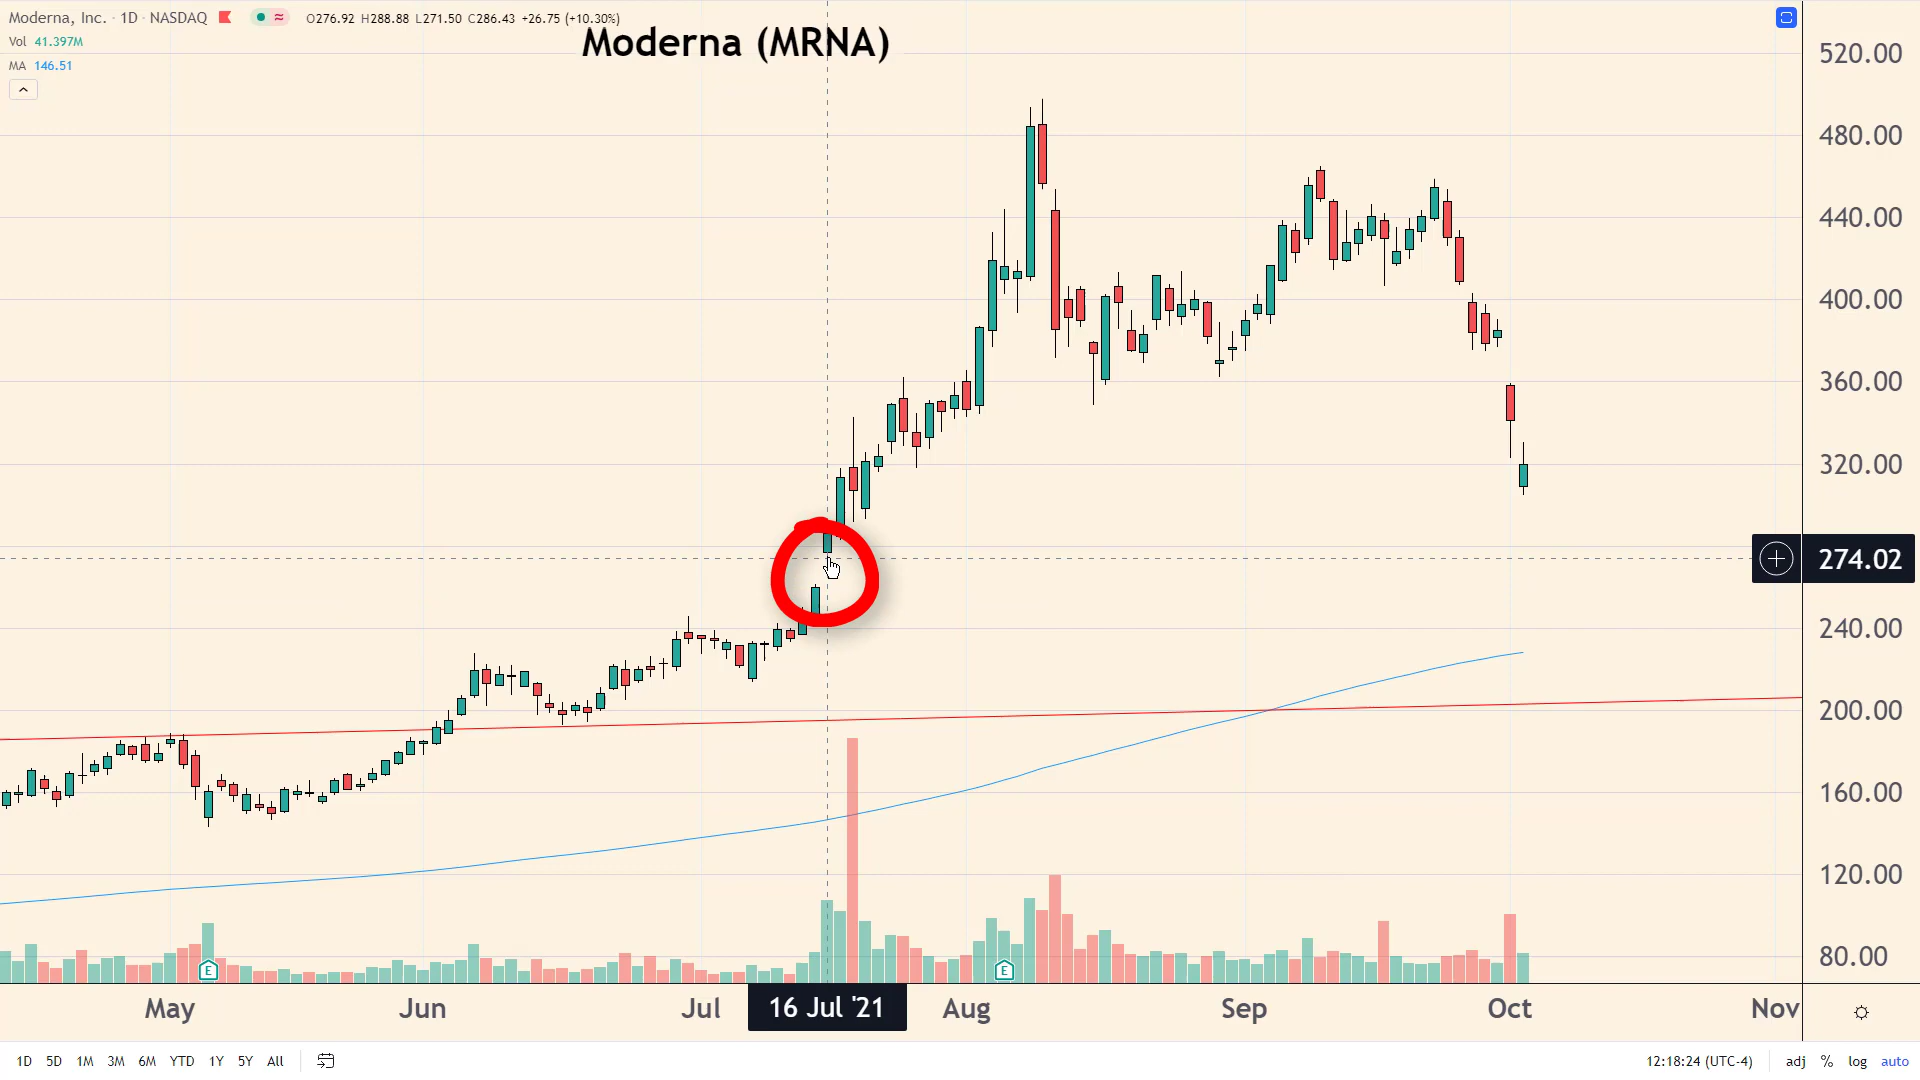 Moderna, Inc. · 1D · NASDAQ O276.92 H288.88 L271.50 C286.43 +26.75 (+10.30%)
Moderna (MRNA)
Vol 41.397M
MA 146.51
520.00
480.00
440.00
400.00
360.00
320.00
274.02
240.00
200.00
160.00
120.00
80.00
E
E
May Jun Jul 16 Jul '21 Aug Sep Oct Nov
1D 5D 1M 3M 6M YTD 1Y 5Y All 12:18:24 (UTC-4) adj % log auto